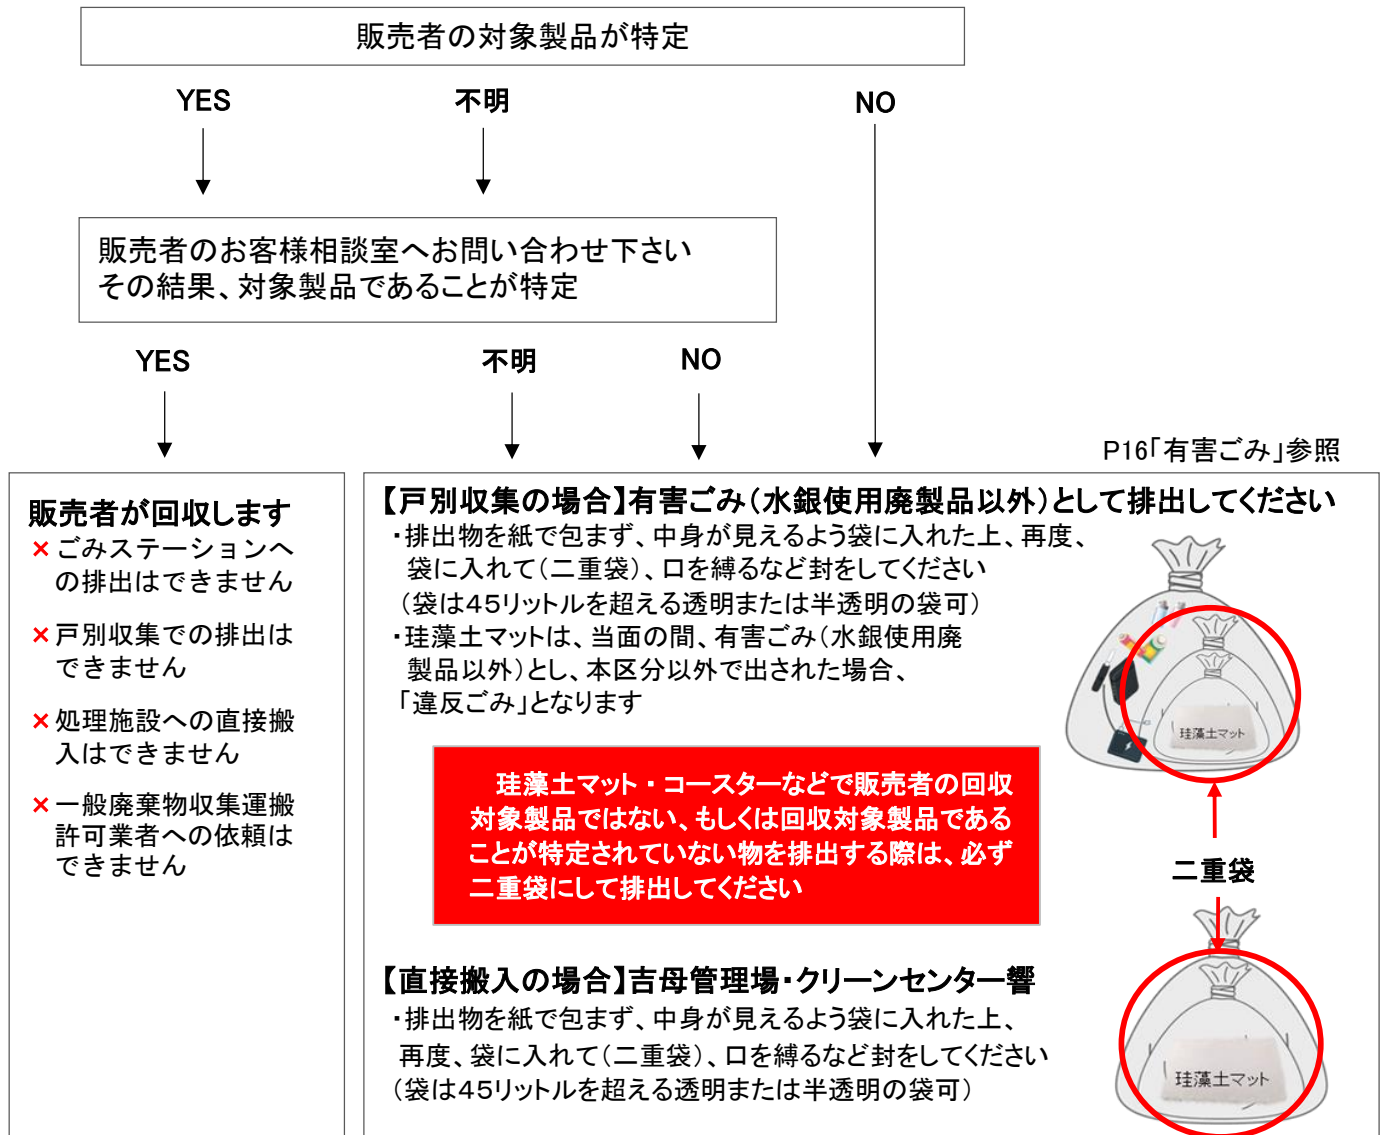 販売者の対象製品が特定
YES
不明
NO
販売者のお客様相談室へお問い合わせ下さい
その結果、対象製品であることが特定
YES
不明
NO
P16「有害ごみ」参照
販売者が回収します
×ごみステーションへ
の排出はできません
×戸別収集での排出は
できません
×処理施設への直接搬
入はできません
×一般廃棄物収集運搬
許可業者への依頼は
できません
【戸別収集の場合】有害ごみ（水銀使用廃製品以外）として排出してください
・排出物を紙で包まず、中身が見えるよう袋に入れた上、再度、
袋に入れて（二重袋）、口を縛るなど封をしてください
（袋は４５リットルを超える透明または半透明の袋可）
・珪藻土マットは、当面の間、有害ごみ（水銀使用廃
製品以外）とし、本区分以外で出された場合、
「違反ごみ」となります
珪藻土マット
珪藻土マット・コースターなどで販売者の回収
対象製品ではない、もしくは回収対象製品である
ことが特定されていない物を排出する際は、必ず
二重袋にして排出してください
二重袋
【直接搬入の場合】吉母管理場・クリーンセンター響
・排出物を紙で包まず、中身が見えるよう袋に入れた上、
再度、袋に入れて（二重袋）、口を縛るなど封をしてください
（袋は４５リットルを超える透明または半透明の袋可）
珪藻土マット